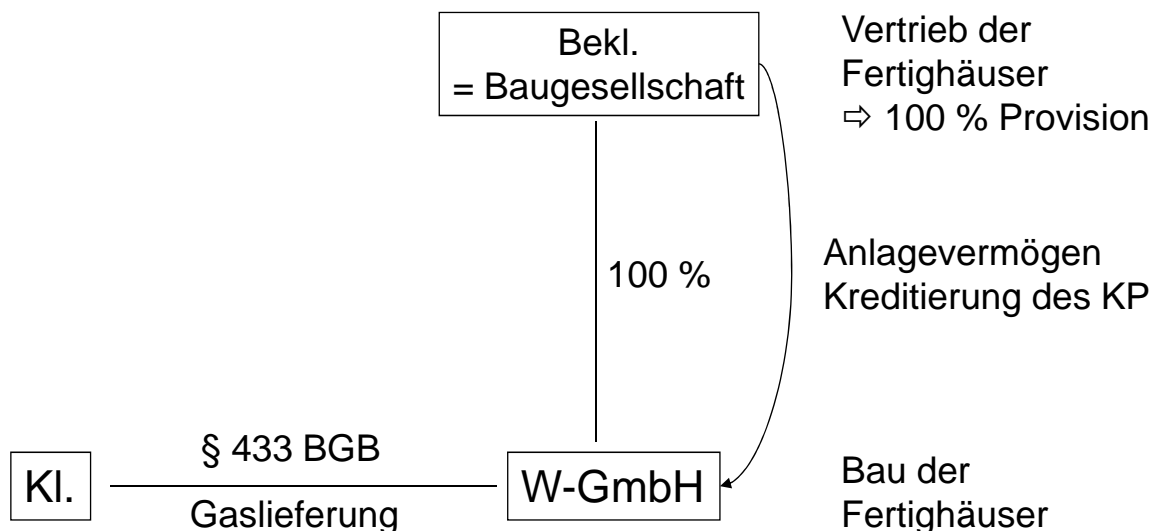 Bekl.
= Baugesellschaft
Vertrieb der
Fertighäuser
⇨ 100 % Provision
100 %
Anlagevermögen
Kreditierung des KP
Kl.
§ 433 BGB
Gaslieferung
W-GmbH
Bau der
Fertighäuser